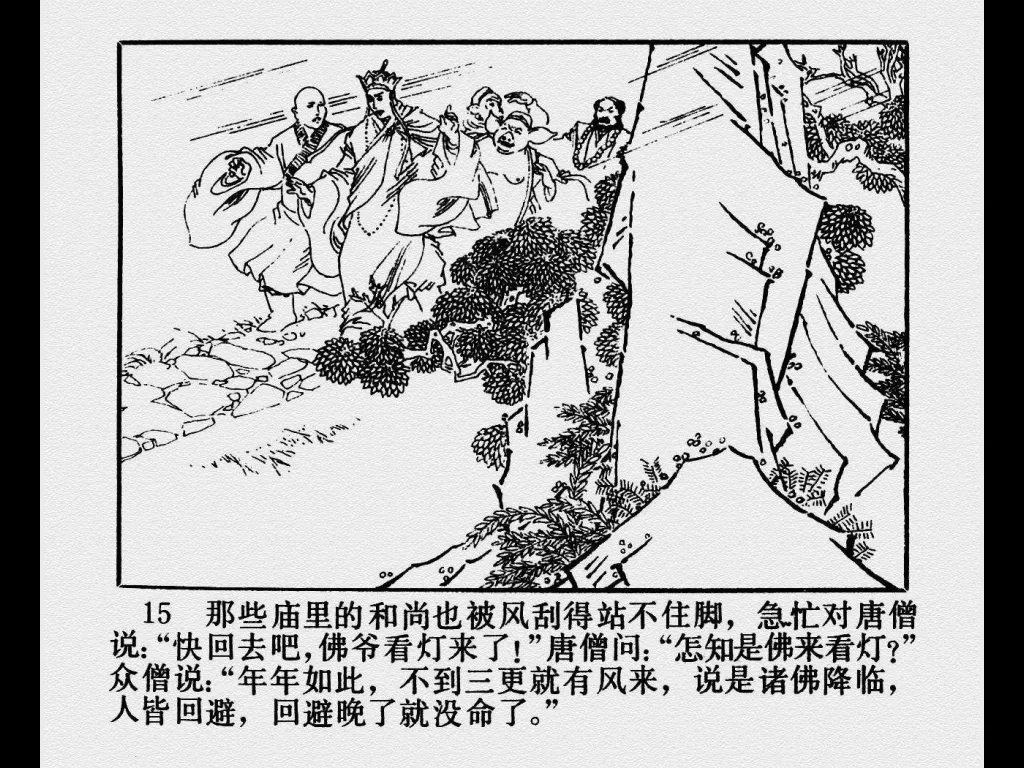 15 那些庙里的和尚也被风刮得站不住脚，急忙对唐僧
说：“快回去吧，佛爷看灯来了！”唐僧问：“怎知是佛来看灯？”
众僧说：“年年如此，不到三更就有风来，说是诸佛降临，
人皆回避，回避晚了就没命了。”